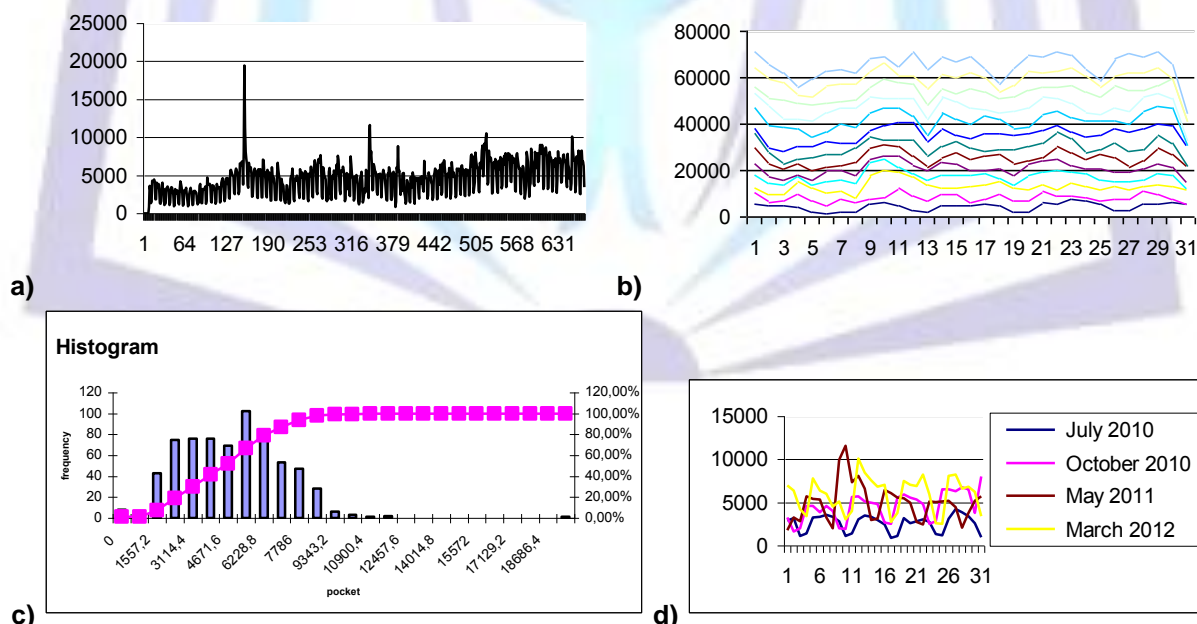 25000
20000
15000
10000
5000
0
1 64 127 190 253 316 379 442 505 568 631
a)
80000
60000
40000
20000
0
1 3 5 7 9 11 13 15 17 19 21 23 25 27 29 31
b)
Histogram
120
100
80
60
40
20
0
frequency
120,00%
100,00%
80,00%
60,00%
40,00%
20,00%
0,00%
0 1557,2 3114,4 4671,6 6228,8 7786 9343,2 10900,4 12457,6 14014,8 15572 17129,2 18686,4
pocket
c)
15000
10000
5000
0
1 6 11 16 21 26 31
July 2010
October 2010
May 2011
March 2012
d)